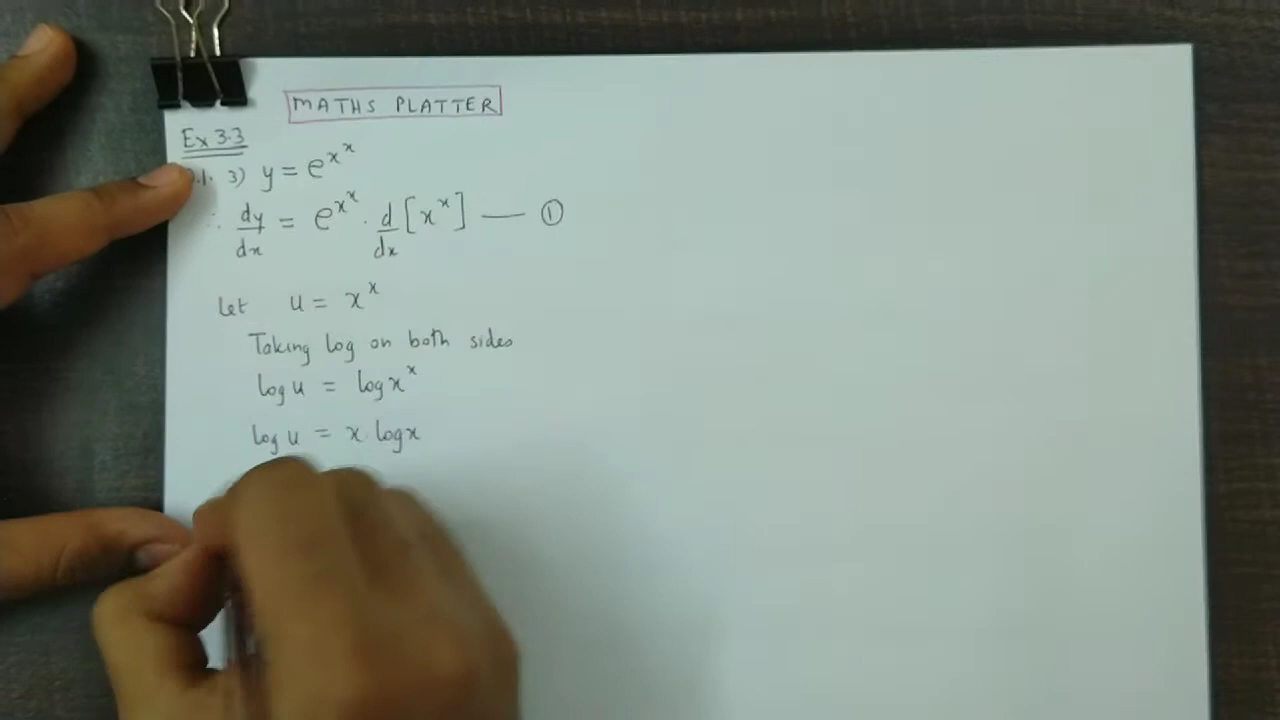 MATHS PLATTER
Ex 3.3
.1. 3) y = e^{x^x}
∴ dy/dx = e^{x^x} · d/dx [x^x] — ①
Let u = x^x
Taking log on both sides
log u = log x^x
log u = x. log x